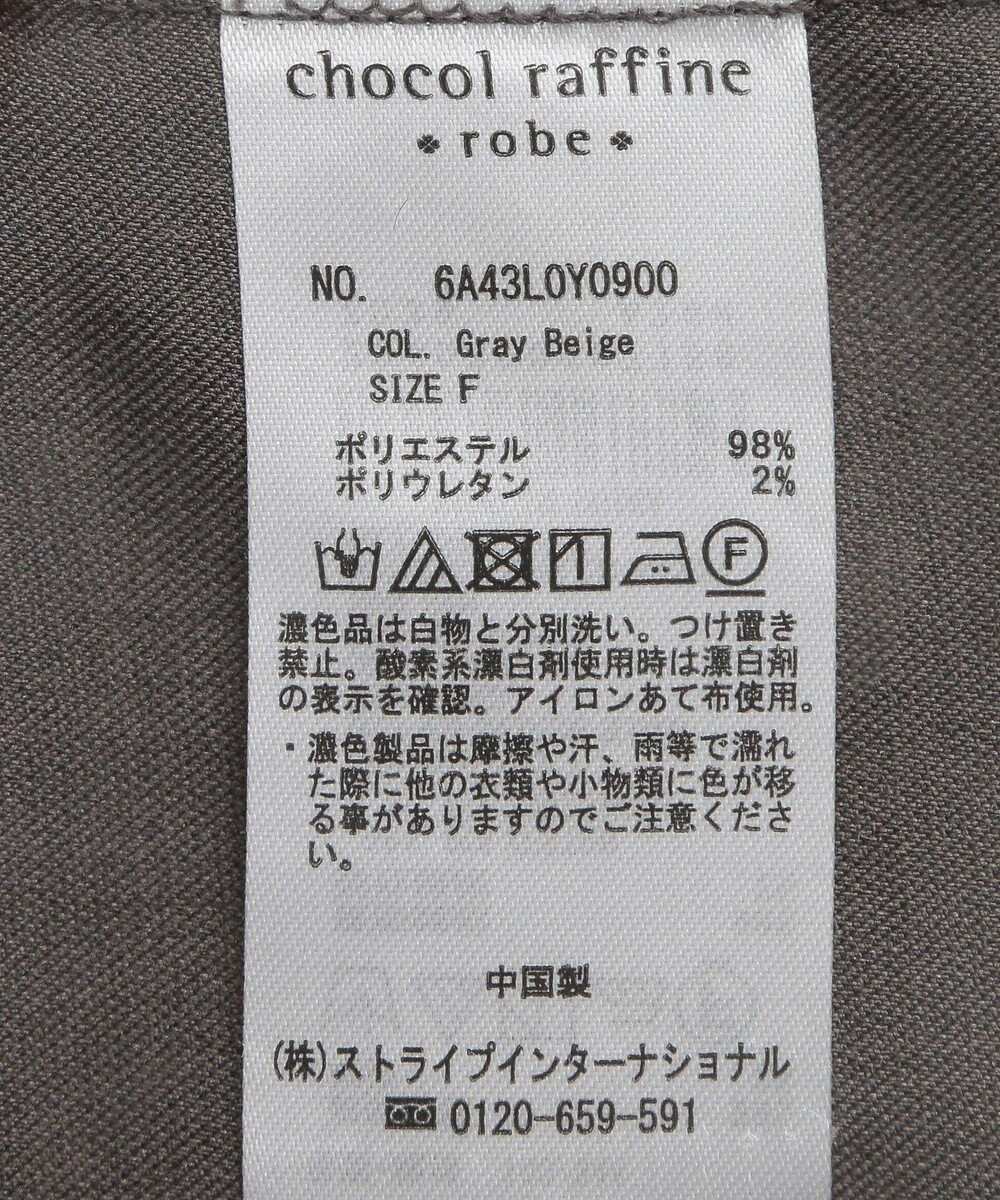 chocol raffine
robe
NO. 6A43L0Y0900
COL. Gray Beige
SIZE F
ポリエステル 98%
ポリウレタン 2%
F
濃色品は白物と分別洗い。つけ置き
禁止。酸素系漂白剤使用時は漂白剤
の表示を確認。アイロンあて布使用。
・濃色製品は摩擦や汗、雨等で濡れ
た際に他の衣類や小物類に色が移
る事がありますのでご注意くださ
い。
中国製
(株)ストライプインターナショナル
0120-659-591